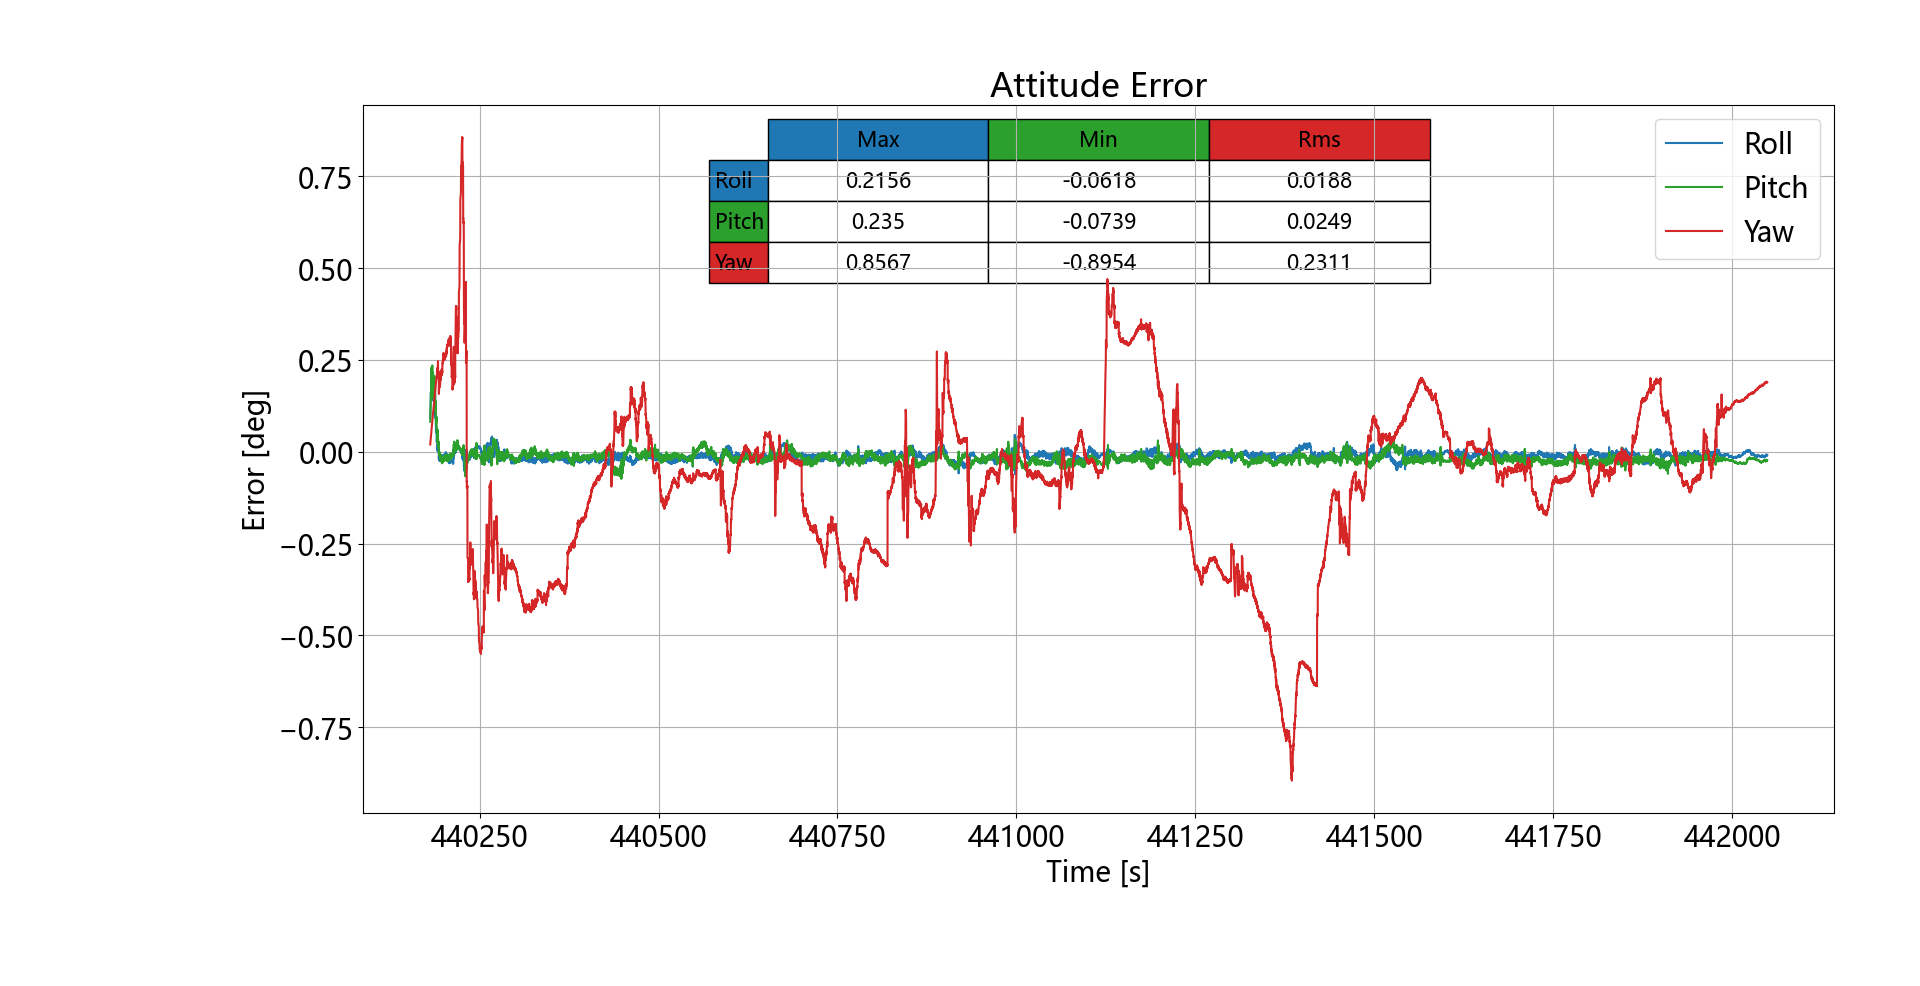 Attitude Error
Max Min Rms
Roll 0.2156 -0.0618 0.0188
Pitch 0.235 -0.0739 0.0249
Yaw 0.8567 -0.8954 0.2311
Roll
Pitch
Yaw
Error [deg]
0.75
0.50
0.25
0.00
−0.25
−0.50
−0.75
440250 440500 440750 441000 441250 441500 441750 442000
Time [s]